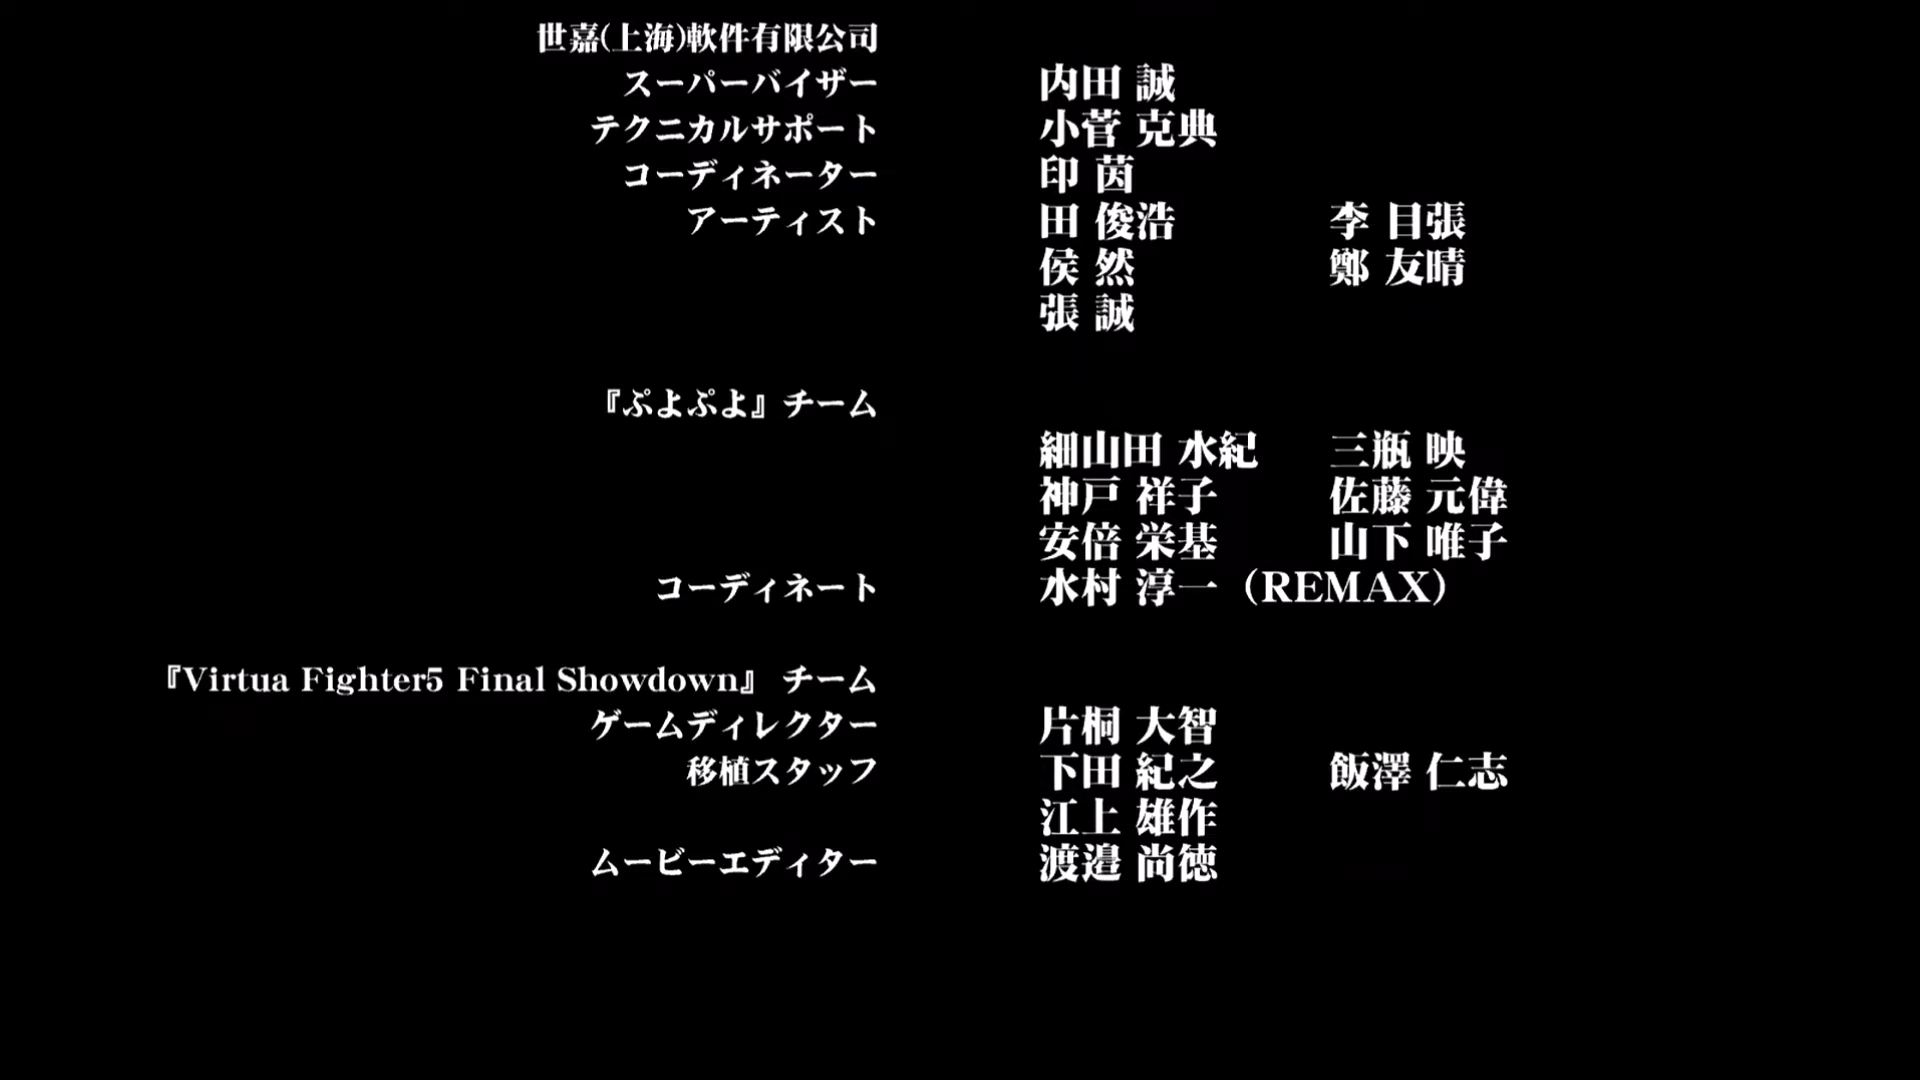 世嘉(上海)軟件有限公司
スーパーバイザー 内田 誠
テクニカルサポート 小菅 克典
コーディネーター 印 茵
アーティスト 田 俊浩 李 目張
侯 然 鄭 友晴
張 誠
『ぷよぷよ』チーム
細山田 水紀 三瓶 映
神戸 祥子 佐藤 元偉
安倍 栄基 山下 唯子
コーディネート 水村 淳一（REMAX）
『Virtua Fighter5 Final Showdown』 チーム
ゲームディレクター 片桐 大智
移植スタッフ 下田 紀之 飯澤 仁志
江上 雄作
ムービーエディター 渡邉 尚徳